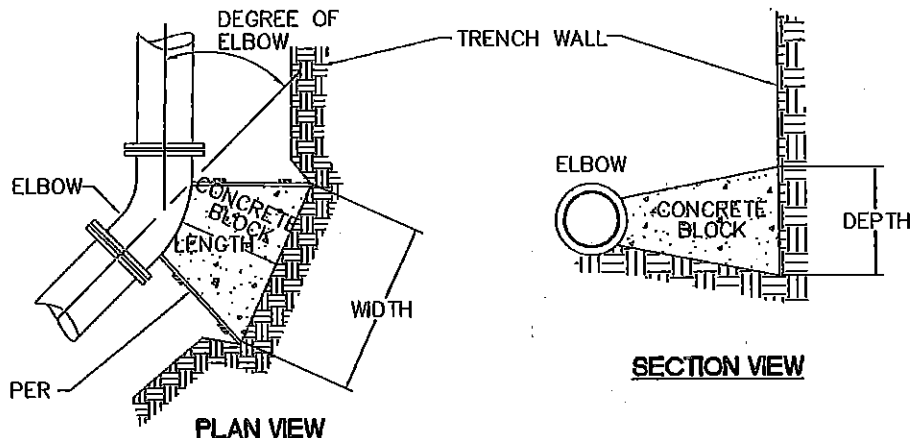 DEGREE OF
ELBOW
TRENCH WALL
ELBOW
CONCRETE
BLOCK
LENGTH
WIDTH
PER
PLAN VIEW
ELBOW
CONCRETE
BLOCK
DEPTH
SECTION VIEW